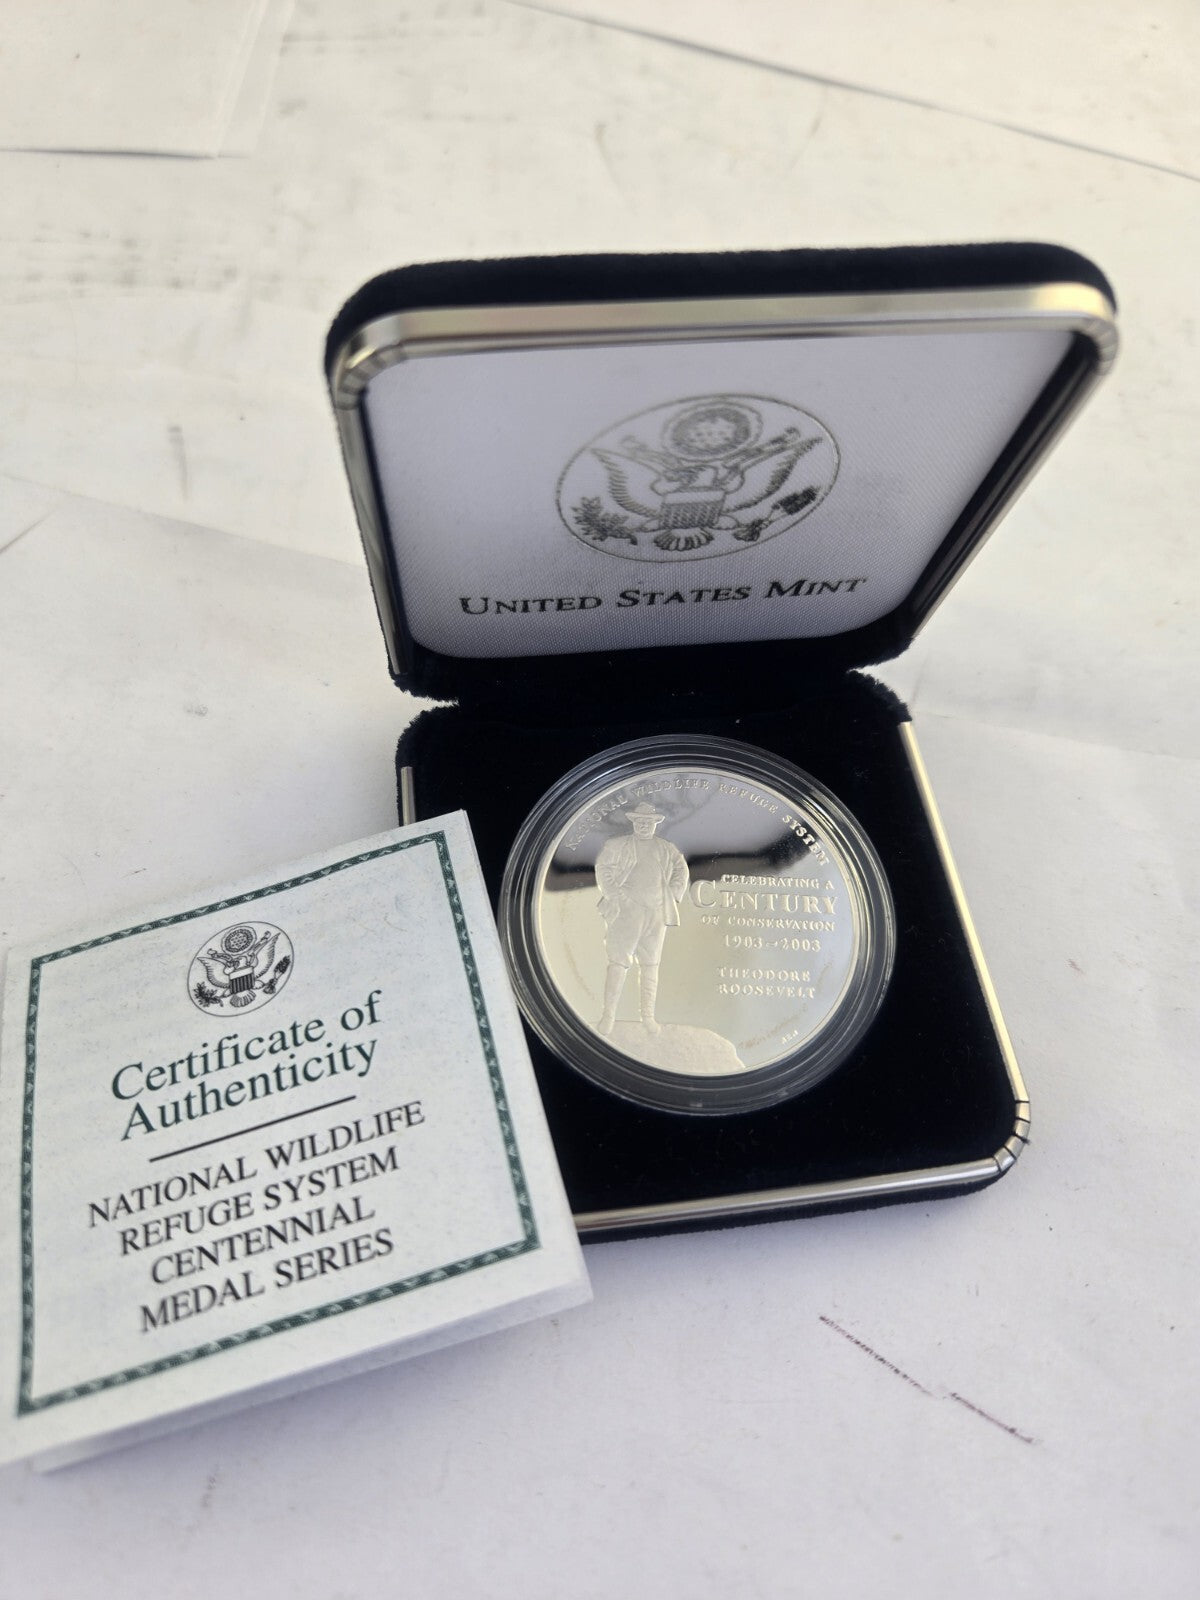 UNITED STATES MINT
NATIONAL WILDLIFE REFUGE SYSTEM
CELEBRATING A
CENTURY
OF CONSERVATION
1903–2003
THEODORE
ROOSEVELT
Certificate of
Authenticity
NATIONAL WILDLIFE
REFUGE SYSTEM
CENTENNIAL
MEDAL SERIES